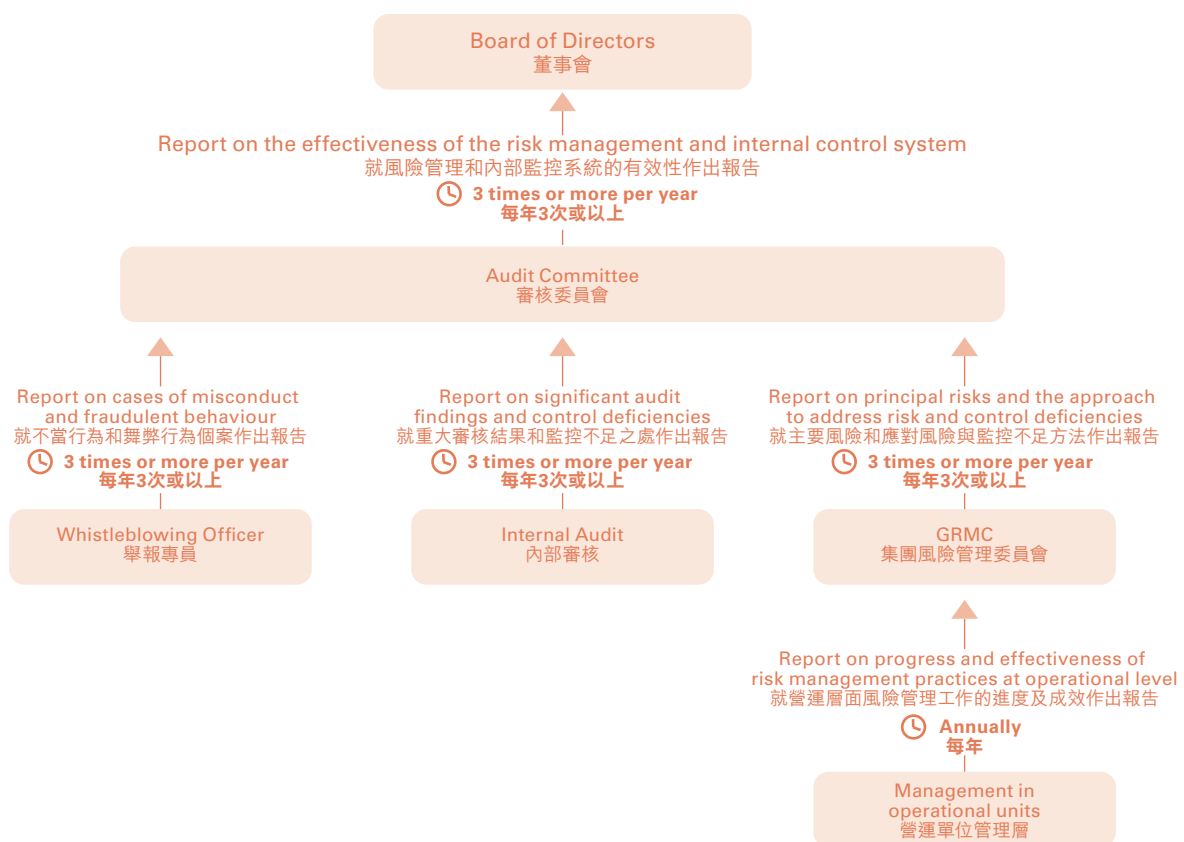 Board of Directors
董事會
Report on the effectiveness of the risk management and internal control system
就風險管理和內部監控系統的有效性作出報告
3 times or more per year
每年3次或以上
Audit Committee
審核委員會
Report on cases of misconduct
and fraudulent behaviour
就不當行為和舞弊行為個案作出報告
3 times or more per year
每年3次或以上
Whistleblowing Officer
舉報專員
Report on significant audit
findings and control deficiencies
就重大審核結果和監控不足之處作出報告
3 times or more per year
每年3次或以上
Internal Audit
內部審核
Report on principal risks and the approach
to address risk and control deficiencies
就主要風險和應對風險與監控不足方法作出報告
3 times or more per year
每年3次或以上
GRMC
集團風險管理委員會
Report on progress and effectiveness of
risk management practices at operational level
就營運層面風險管理工作的進度及成效作出報告
Annually
每年
Management in
operational units
營運單位管理層